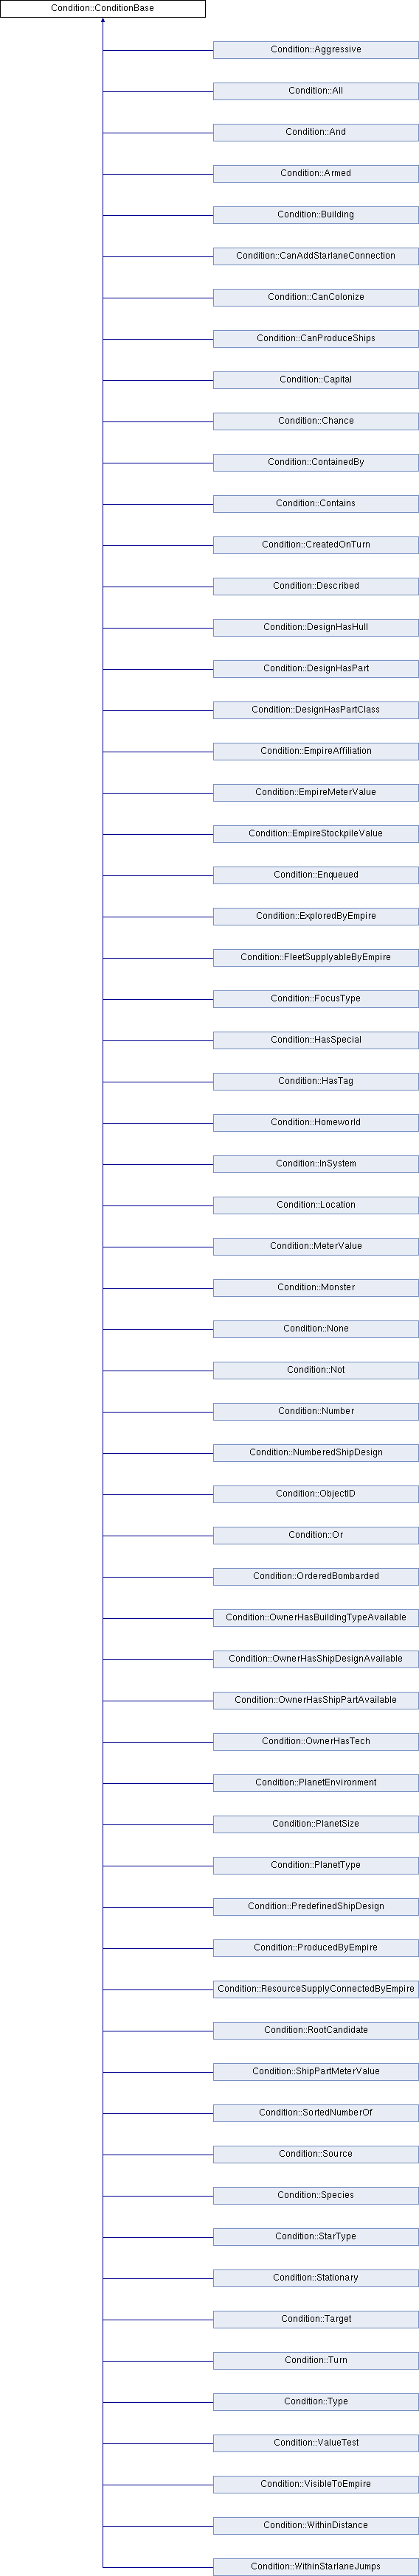 Condition::ConditionBase
Condition::Aggressive
Condition::All
Condition::And
Condition::Armed
Condition::Building
Condition::CanAddStarlaneConnection
Condition::CanColonize
Condition::CanProduceShips
Condition::Capital
Condition::Chance
Condition::ContainedBy
Condition::Contains
Condition::CreatedOnTurn
Condition::Described
Condition::DesignHasHull
Condition::DesignHasPart
Condition::DesignHasPartClass
Condition::EmpireAffiliation
Condition::EmpireMeterValue
Condition::EmpireStockpileValue
Condition::Enqueued
Condition::ExploredByEmpire
Condition::FleetSupplyableByEmpire
Condition::FocusType
Condition::HasSpecial
Condition::HasTag
Condition::Homeworld
Condition::InSystem
Condition::Location
Condition::MeterValue
Condition::Monster
Condition::None
Condition::Not
Condition::Number
Condition::NumberedShipDesign
Condition::ObjectID
Condition::Or
Condition::OrderedBombarded
Condition::OwnerHasBuildingTypeAvailable
Condition::OwnerHasShipDesignAvailable
Condition::OwnerHasShipPartAvailable
Condition::OwnerHasTech
Condition::PlanetEnvironment
Condition::PlanetSize
Condition::PlanetType
Condition::PredefinedShipDesign
Condition::ProducedByEmpire
Condition::ResourceSupplyConnectedByEmpire
Condition::RootCandidate
Condition::ShipPartMeterValue
Condition::SortedNumberOf
Condition::Source
Condition::Species
Condition::StarType
Condition::Stationary
Condition::Target
Condition::Turn
Condition::Type
Condition::ValueTest
Condition::VisibleToEmpire
Condition::WithinDistance
Condition::WithinStarlaneJumps